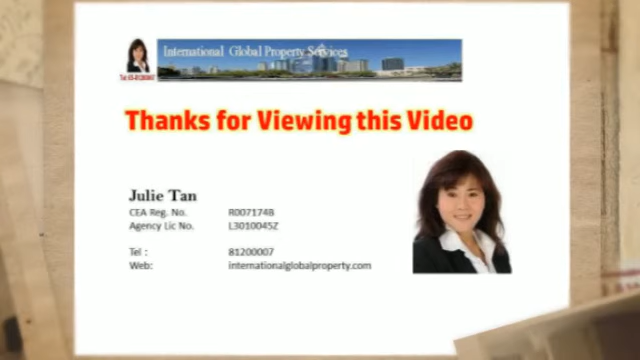 International Global Property Services
Thanks for Viewing this Video
Julie Tan
CEA Reg. No. R007174B
Agency Lic No. L3010045Z
Tel : 81200007
Web: internationalglobalproperty.com